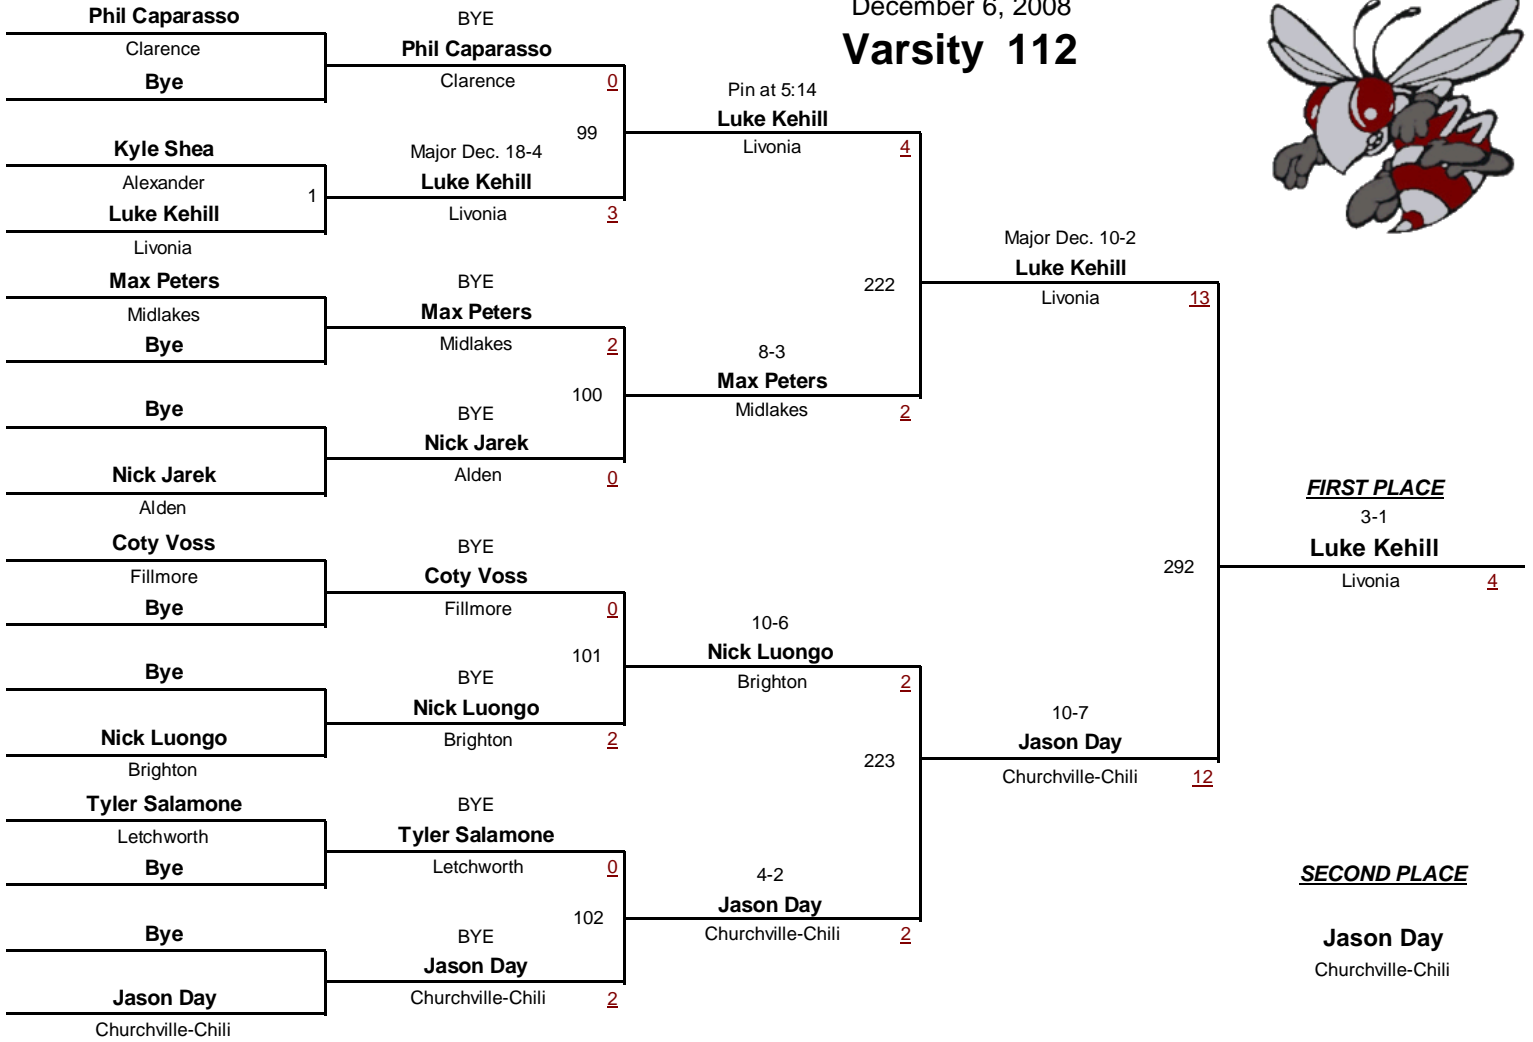 December 6, 2008
Varsity 112
Phil Caparasso
Clarence
Bye
Kyle Shea
Alexander
1
Luke Kehill
Livonia
Max Peters
Midlakes
Bye
Bye
Nick Jarek
Alden
Coty Voss
Fillmore
Bye
Bye
Nick Luongo
Brighton
Tyler Salamone
Letchworth
Bye
Bye
Jason Day
Churchville-Chili
BYE
Phil Caparasso
Clarence 0
99
Major Dec. 18-4
Luke Kehill
Livonia 3
BYE
Max Peters
Midlakes 2
100
BYE
Nick Jarek
Alden 0
BYE
Coty Voss
Fillmore 0
101
BYE
Nick Luongo
Brighton 2
BYE
Tyler Salamone
Letchworth 0
102
BYE
Jason Day
Churchville-Chili 2
Pin at 5:14
Luke Kehill
Livonia 4
222
8-3
Max Peters
Midlakes 2
10-6
Nick Luongo
Brighton 2
223
4-2
Jason Day
Churchville-Chili 2
Major Dec. 10-2
Luke Kehill
Livonia 13
292
10-7
Jason Day
Churchville-Chili 12
FIRST PLACE
3-1
Luke Kehill
Livonia 4
SECOND PLACE
Jason Day
Churchville-Chili